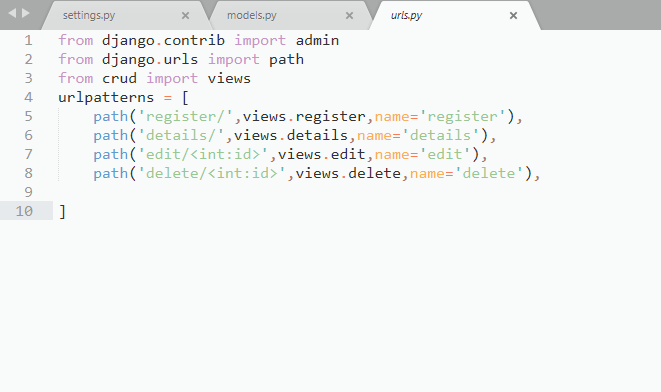 settings.py × models.py × urls.py ×
1 from django.contrib import admin
2 from django.urls import path
3 from crud import views
4 urlpatterns = [
5     path('register/',views.register,name='register'),
6     path('details/',views.details,name='details'),
7     path('edit/<int:id>',views.edit,name='edit'),
8     path('delete/<int:id>',views.delete,name='delete'),
9
10 ]